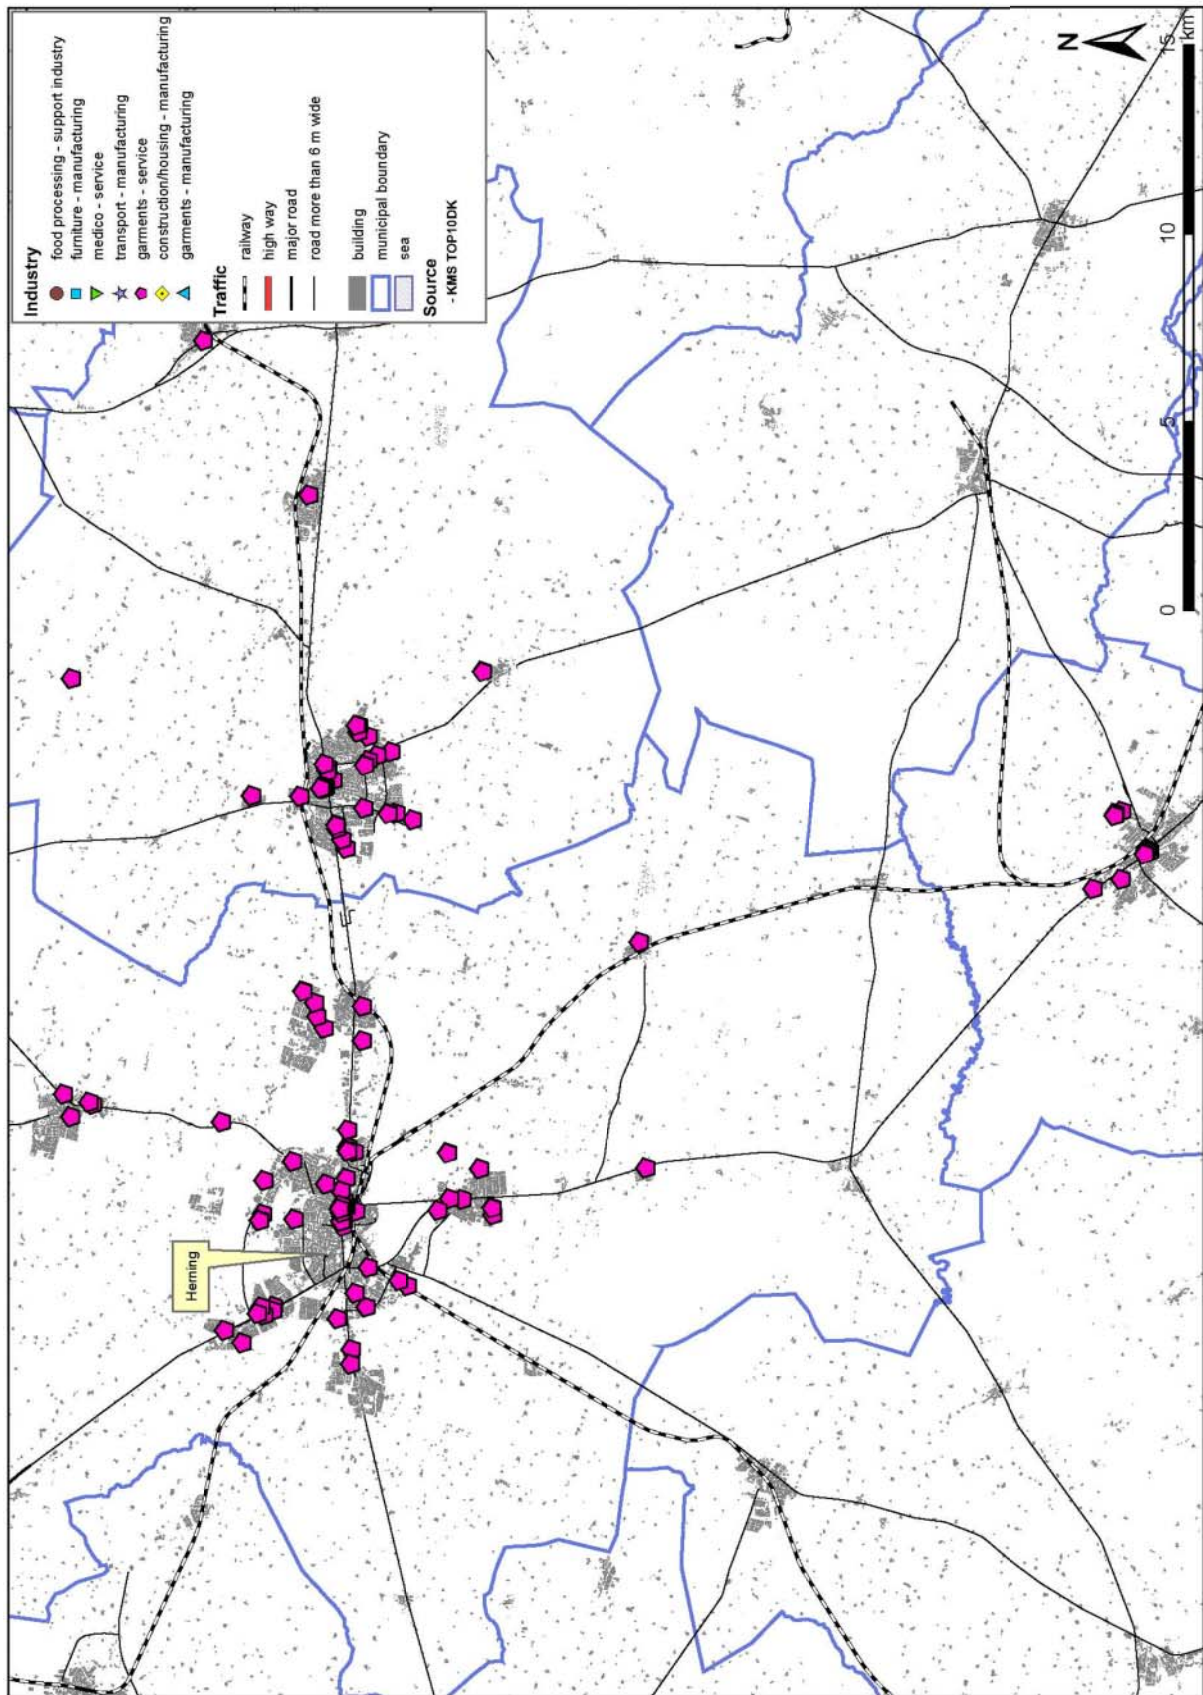 Industry
food processing - support industry
furniture - manufacturing
medico - service
transport - manufacturing
garments - service
construction/housing - manufacturing
garments - manufacturing
Traffic
railway
high way
major road
road more than 6 m wide
building
municipal boundary
sea
Source
- KMS TOP10DK
Herning
N
0 5 10 15
km